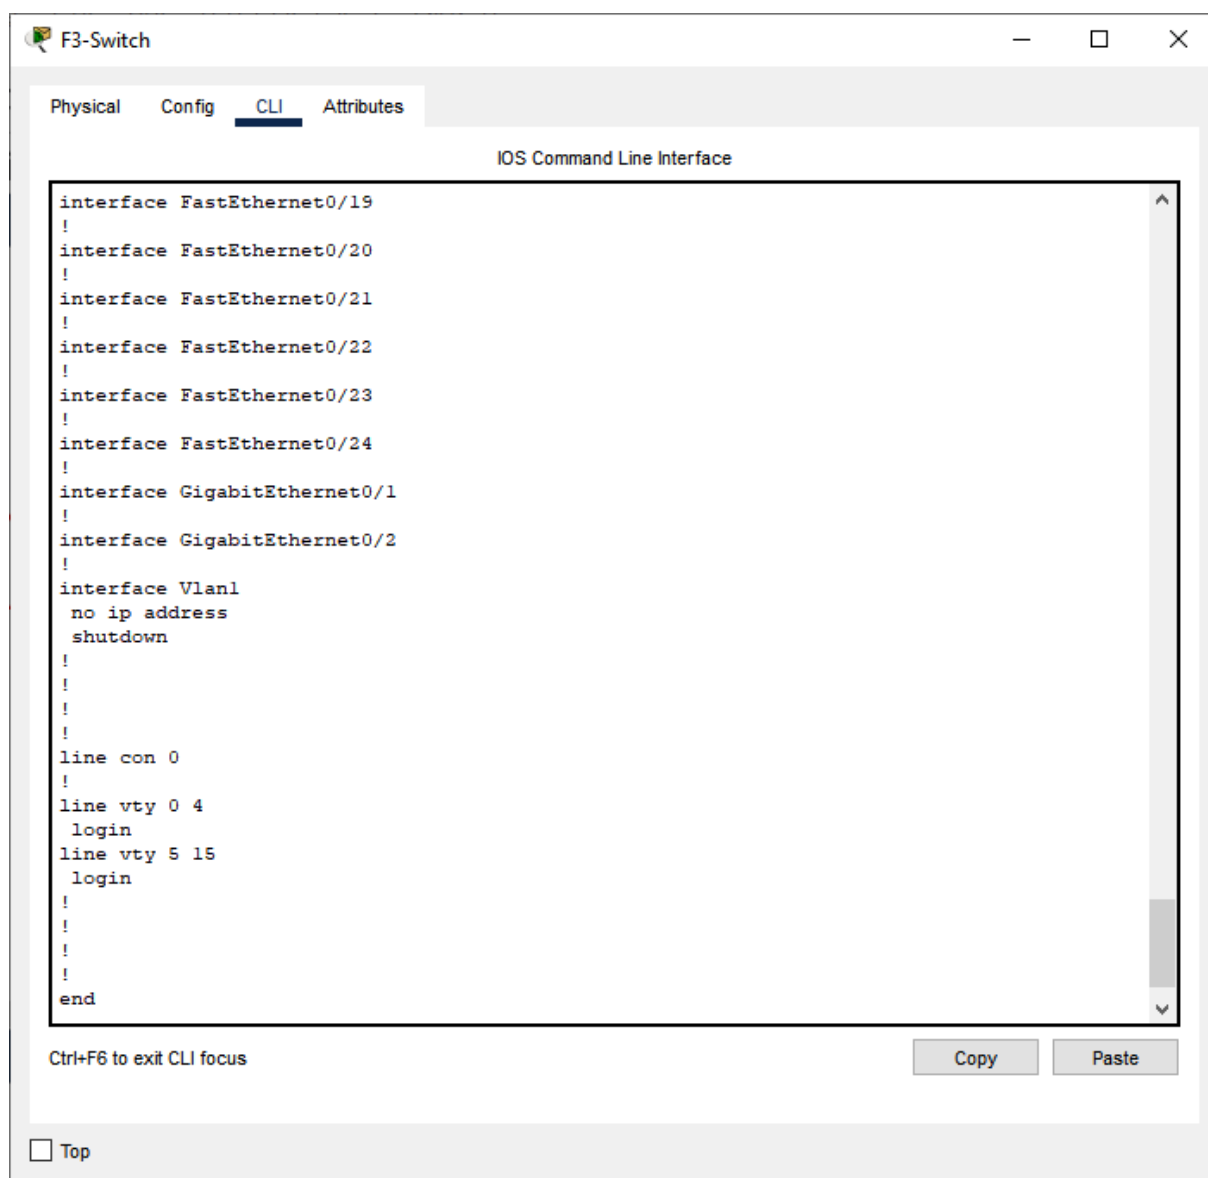 F3-Switch
Physical Config CLI Attributes
IOS Command Line Interface
interface FastEthernet0/19
!
interface FastEthernet0/20
!
interface FastEthernet0/21
!
interface FastEthernet0/22
!
interface FastEthernet0/23
!
interface FastEthernet0/24
!
interface GigabitEthernet0/1
!
interface GigabitEthernet0/2
!
interface Vlan1
 no ip address
 shutdown
!
!
!
!
line con 0
!
line vty 0 4
 login
line vty 5 15
 login
!
!
!
!
end
Ctrl+F6 to exit CLI focus
Copy Paste
Top